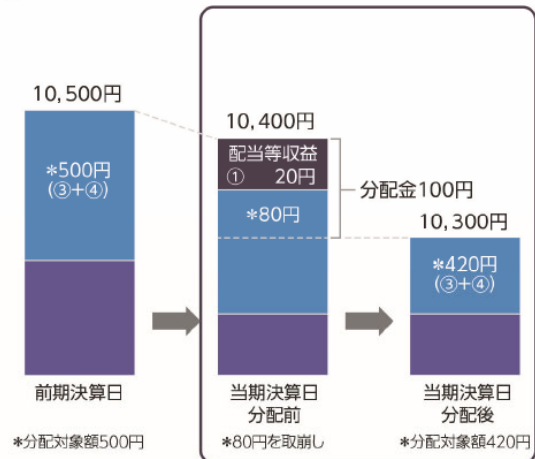 10,500円
*500円
(③+④)
前期決算日
*分配対象額500円
10,400円
配当等収益
① 20円
*80円
分配金100円
当期決算日
分配前
*80円を取崩し
10,300円
*420円
(③+④)
当期決算日
分配後
*分配対象額420円